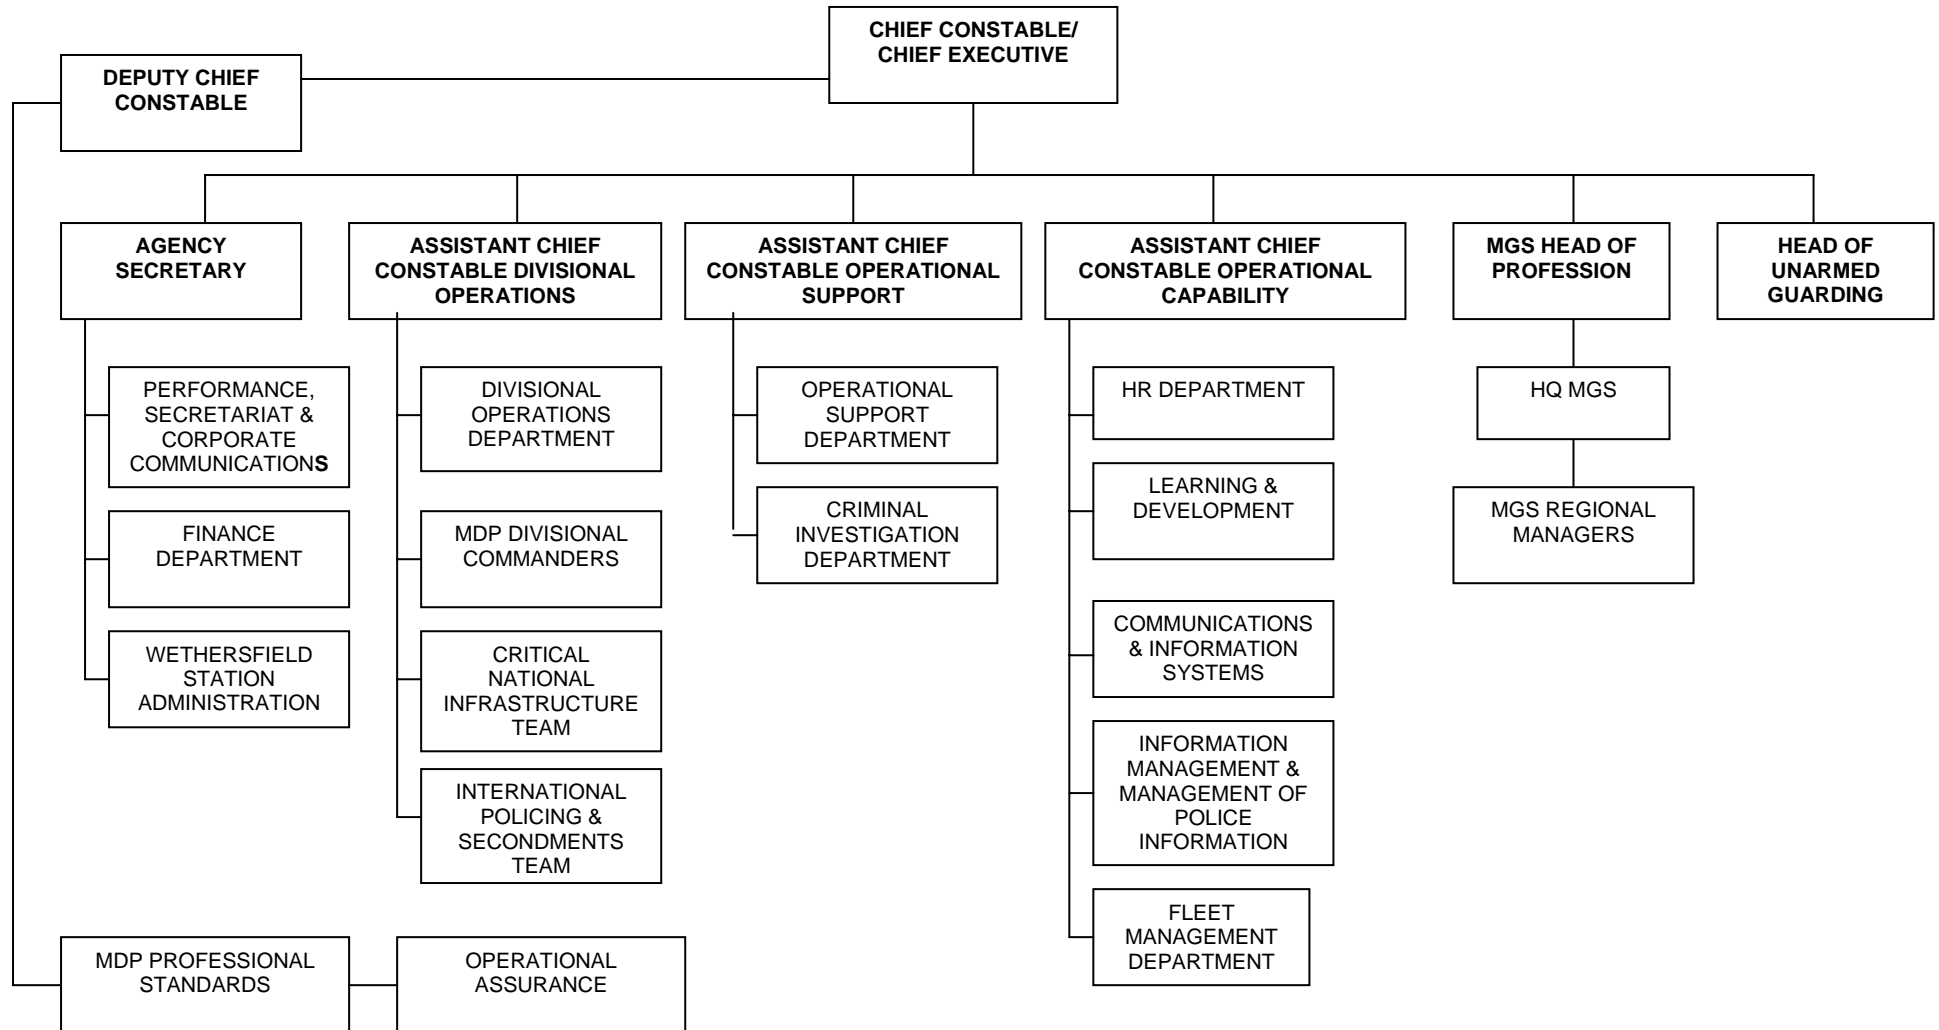 CHIEF CONSTABLE/
CHIEF EXECUTIVE
DEPUTY CHIEF
CONSTABLE
AGENCY
SECRETARY
ASSISTANT CHIEF
CONSTABLE DIVISIONAL
OPERATIONS
ASSISTANT CHIEF
CONSTABLE OPERATIONAL
SUPPORT
ASSISTANT CHIEF
CONSTABLE OPERATIONAL
CAPABILITY
MGS HEAD OF
PROFESSION
HEAD OF
UNARMED
GUARDING
PERFORMANCE,
SECRETARIAT &
CORPORATE
COMMUNICATIONS
FINANCE
DEPARTMENT
WETHERSFIELD
STATION
ADMINISTRATION
DIVISIONAL
OPERATIONS
DEPARTMENT
MDP DIVISIONAL
COMMANDERS
CRITICAL
NATIONAL
INFRASTRUCTURE
TEAM
INTERNATIONAL
POLICING &
SECONDMENTS
TEAM
OPERATIONAL
SUPPORT
DEPARTMENT
CRIMINAL
INVESTIGATION
DEPARTMENT
HR DEPARTMENT
LEARNING &
DEVELOPMENT
COMMUNICATIONS
& INFORMATION
SYSTEMS
INFORMATION
MANAGEMENT &
MANAGEMENT OF
POLICE
INFORMATION
FLEET
MANAGEMENT
DEPARTMENT
HQ MGS
MGS REGIONAL
MANAGERS
MDP PROFESSIONAL
STANDARDS
OPERATIONAL
ASSURANCE